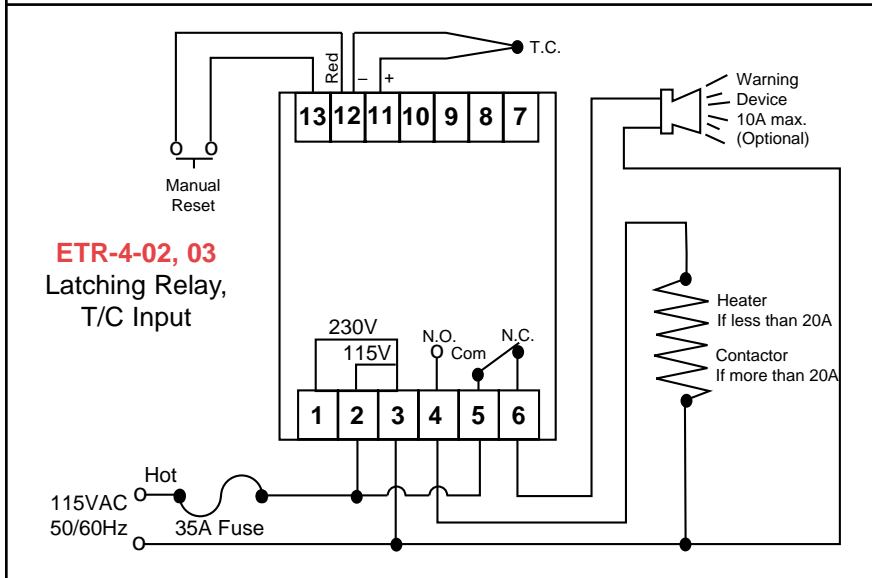 T.C.
Red
–
+
13 12 11 10 9 8 7
Warning
Device
10A max.
(Optional)
Manual
Reset
ETR-4-02, 03
Latching Relay,
T/C Input
230V
115V
N.O.
Com
N.C.
Heater
If less than 20A
Contactor
If more than 20A
1 2 3 4 5 6
Hot
115VAC
50/60Hz
35A Fuse